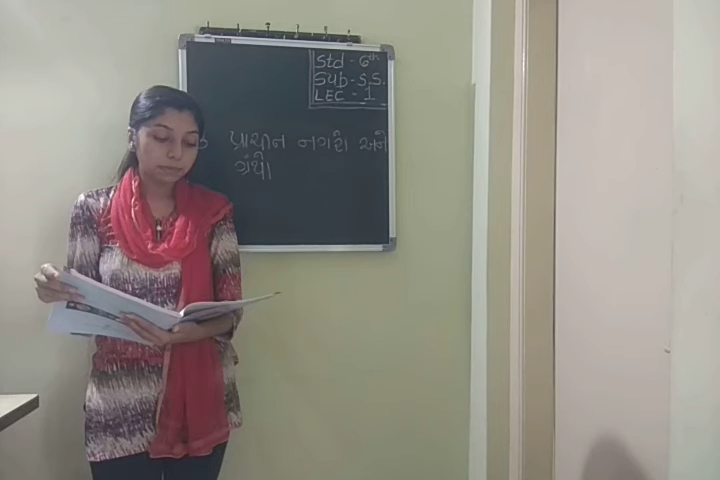 Std - 6th
Sub - S.S.
LEC - 1
પ્રાચીન નગરો અને
ગ્રંથો